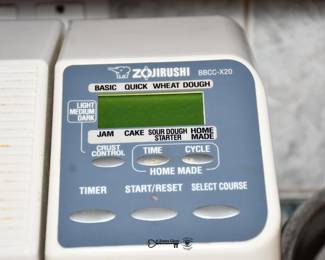 ZOJIRUSHI BBCC-X20
BASIC QUICK WHEAT DOUGH
LIGHT
MEDIUM
DARK
JAM CAKE SOUR DOUGH STARTER HOME MADE
CRUST CONTROL TIME CYCLE
HOME MADE
TIMER START/RESET SELECT COURSE